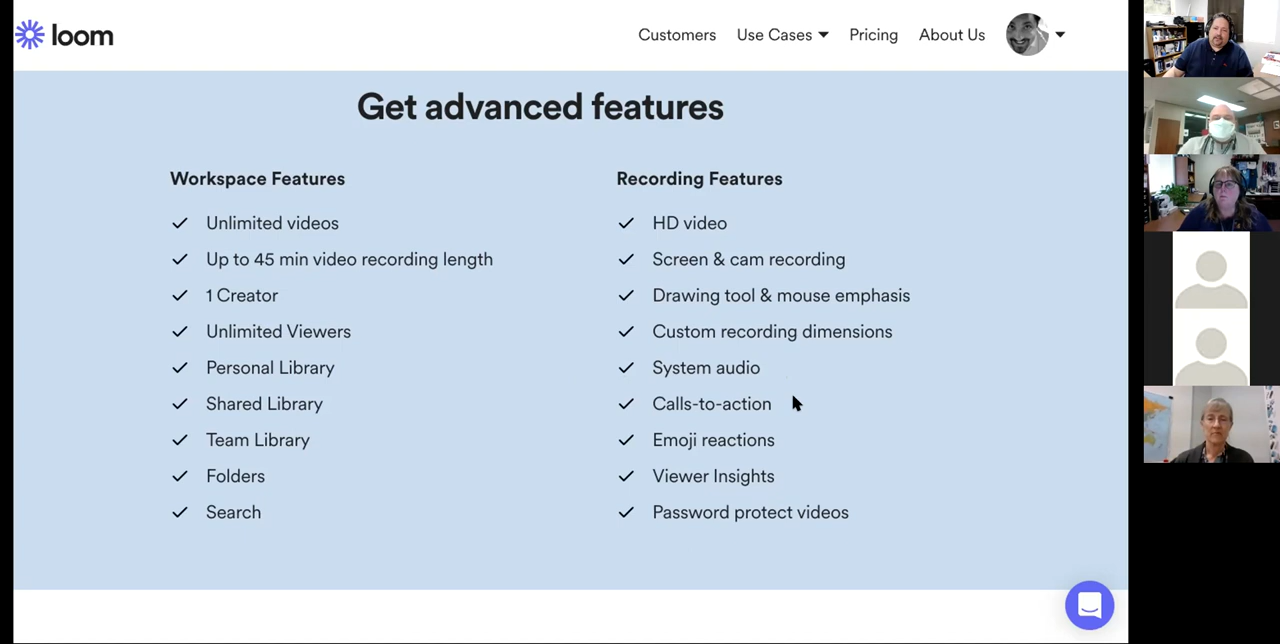 loom
Customers Use Cases Pricing About Us
Get advanced features
Workspace Features
Unlimited videos
Up to 45 min video recording length
1 Creator
Unlimited Viewers
Personal Library
Shared Library
Team Library
Folders
Search
Recording Features
HD video
Screen & cam recording
Drawing tool & mouse emphasis
Custom recording dimensions
System audio
Calls-to-action
Emoji reactions
Viewer Insights
Password protect videos